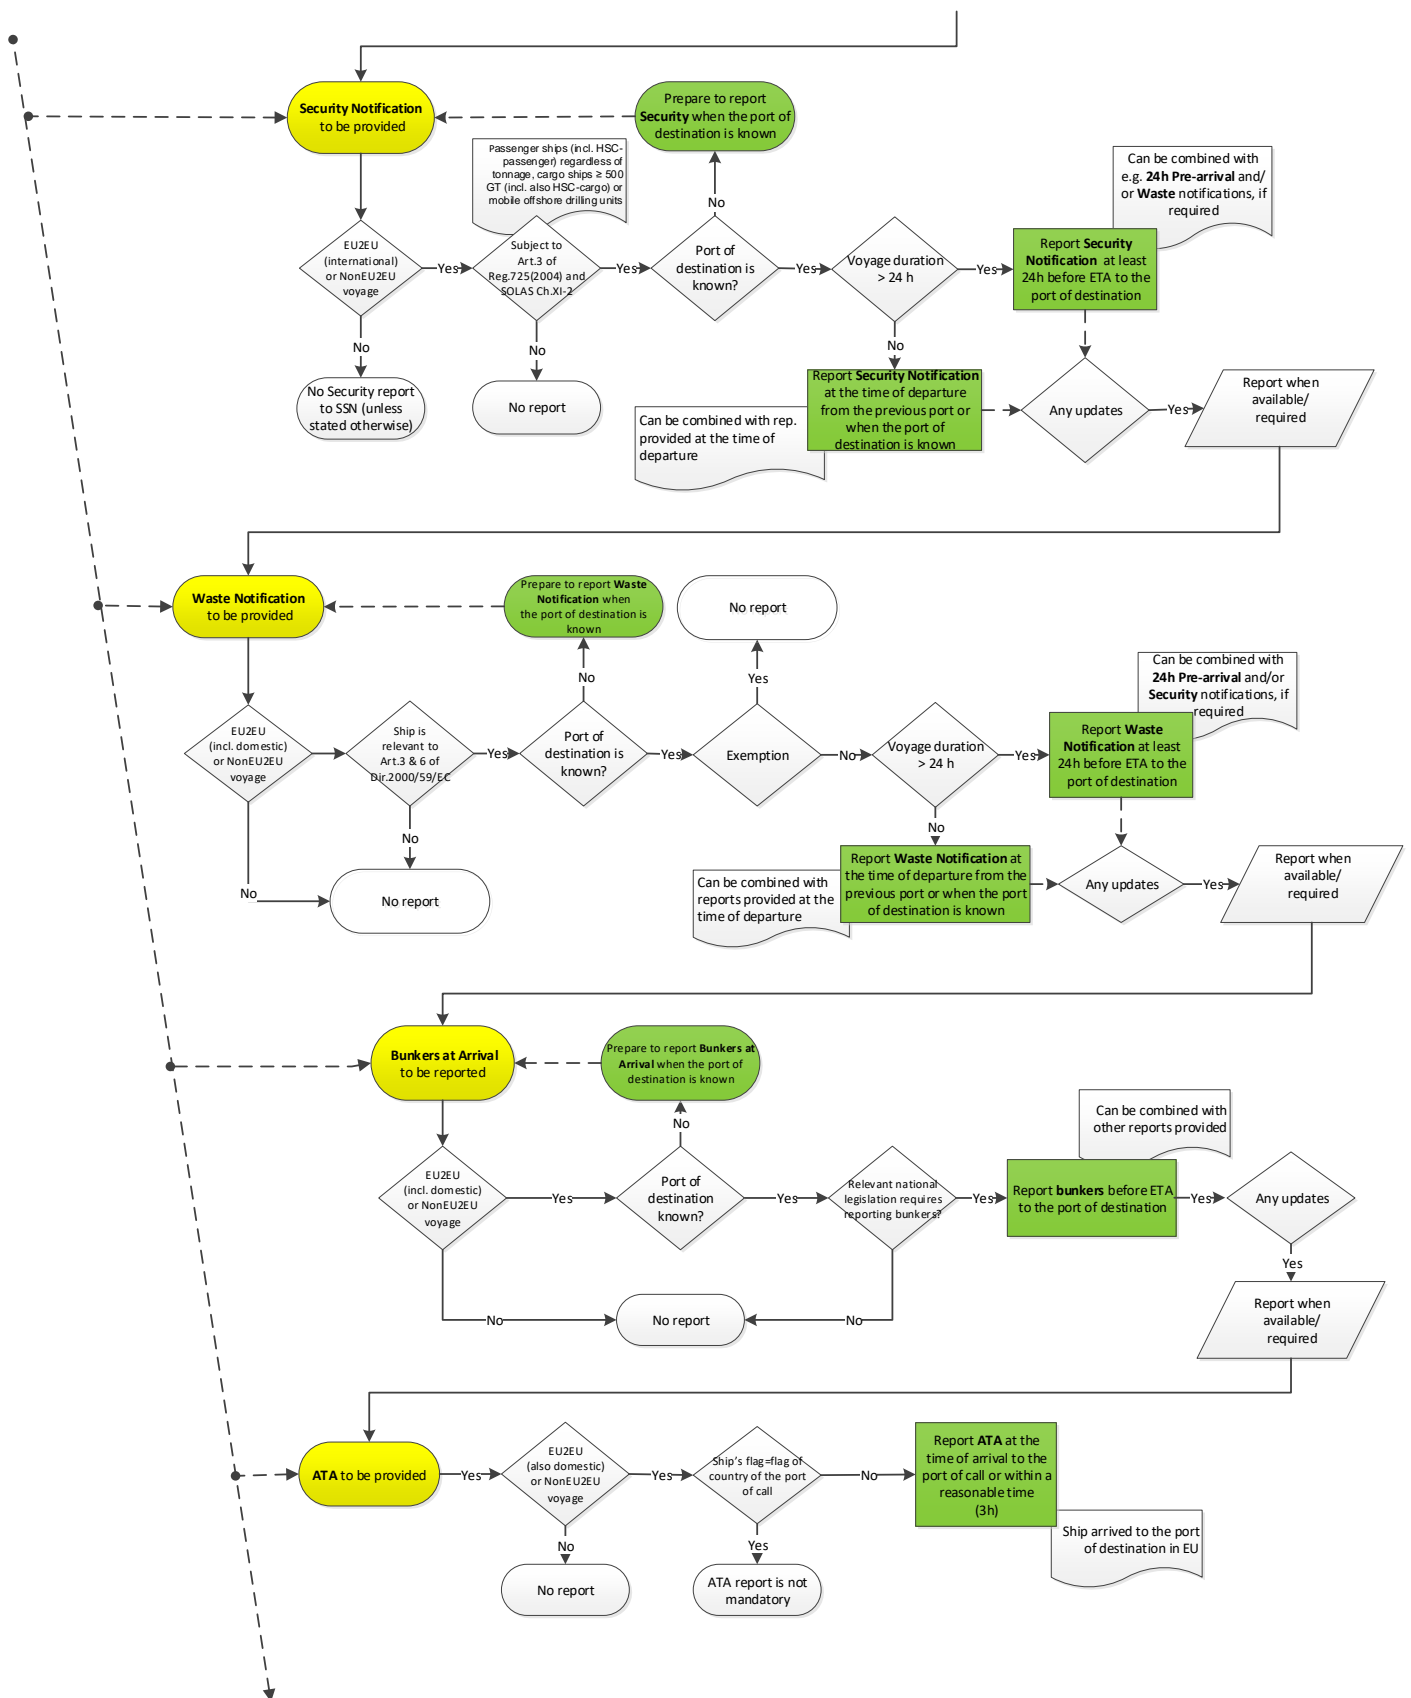 Security Notification
to be provided
Prepare to report
Security when the port of
destination is known
Passenger ships (incl. HSC-
passenger) regardless of
tonnage, cargo ships ≥ 500
GT (incl. also HSC-cargo) or
mobile offshore drilling units
Can be combined with
e.g. 24h Pre-arrival and/
or Waste notifications, if
required
No
EU2EU
(international)
or NonEU2EU
voyage
Yes
Subject to
Art.3 of
Reg.725(2004) and
SOLAS Ch.XI-2
Yes
Port of
destination is
known?
Yes
Voyage duration
> 24 h
Yes
Report Security
Notification at least
24h before ETA to the
port of destination
No
No
No
No Security report
to SSN (unless
stated otherwise)
No report
Report Security Notification
at the time of departure
from the previous port or
when the port of
destination is known
Can be combined with rep.
provided at the time of
departure
Any updates
Yes
Report when
available/
required
Waste Notification
to be provided
Prepare to report Waste
Notification when
the port of destination is
known
No report
No
Yes
Can be combined with
24h Pre-arrival and/or
Security notifications, if
required
EU2EU
(incl. domestic)
or NonEU2EU
voyage
Ship is
relevant to
Art.3 & 6 of
Dir.2000/59/EC
Yes
Port of
destination is
known?
Yes
Exemption
No
Voyage duration
> 24 h
Yes
Report Waste
Notification at least
24h before ETA to the
port of destination
No
No
No
No report
Can be combined with
reports provided at the
time of departure
Report Waste Notification at
the time of departure from the
previous port or when the port
of destination is known
Any updates
Yes
Report when
available/
required
Bunkers at Arrival
to be reported
Prepare to report Bunkers at
Arrival when the port of
destination is known
No
Can be combined with
other reports provided
EU2EU
(incl. domestic)
or NonEU2EU
voyage
Yes
Port of
destination
known?
Yes
Relevant national
legislation requires
reporting bunkers?
Yes
Report bunkers before ETA
to the port of destination
Yes
Any updates
Yes
No
No report
No
Report when
available/
required
ATA to be provided
Yes
EU2EU
(also domestic)
or NonEU2EU
voyage
Yes
Ship's flag=flag of
country of the port
of call
No
Report ATA at the
time of arrival to the
port of call or within a
reasonable time
(3h)
Ship arrived to the port
of destination in EU
No
Yes
No report
ATA report is not
mandatory